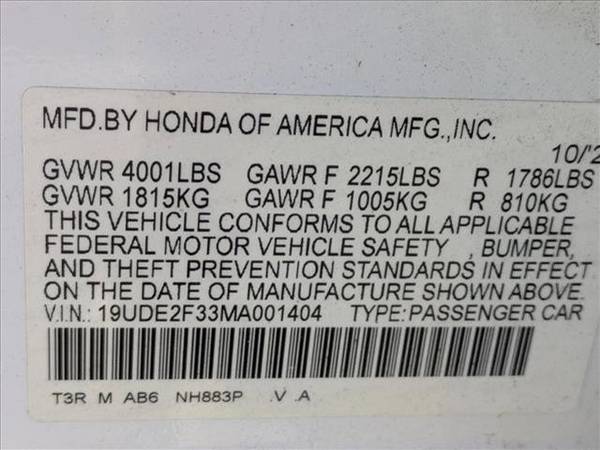 MFD.BY HONDA OF AMERICA MFG.,INC.
10/2
GVWR 4001LBS GAWR F 2215LBS R 1786LBS
GVWR 1815KG GAWR F 1005KG R 810KG
THIS VEHICLE CONFORMS TO ALL APPLICABLE
FEDERAL MOTOR VEHICLE SAFETY , BUMPER,
AND THEFT PREVENTION STANDARDS IN EFFECT
ON THE DATE OF MANUFACTURE SHOWN ABOVE.
V.I.N.: 19UDE2F33MA001404 TYPE:PASSENGER CAR
T3R M AB6 NH883P .V .A